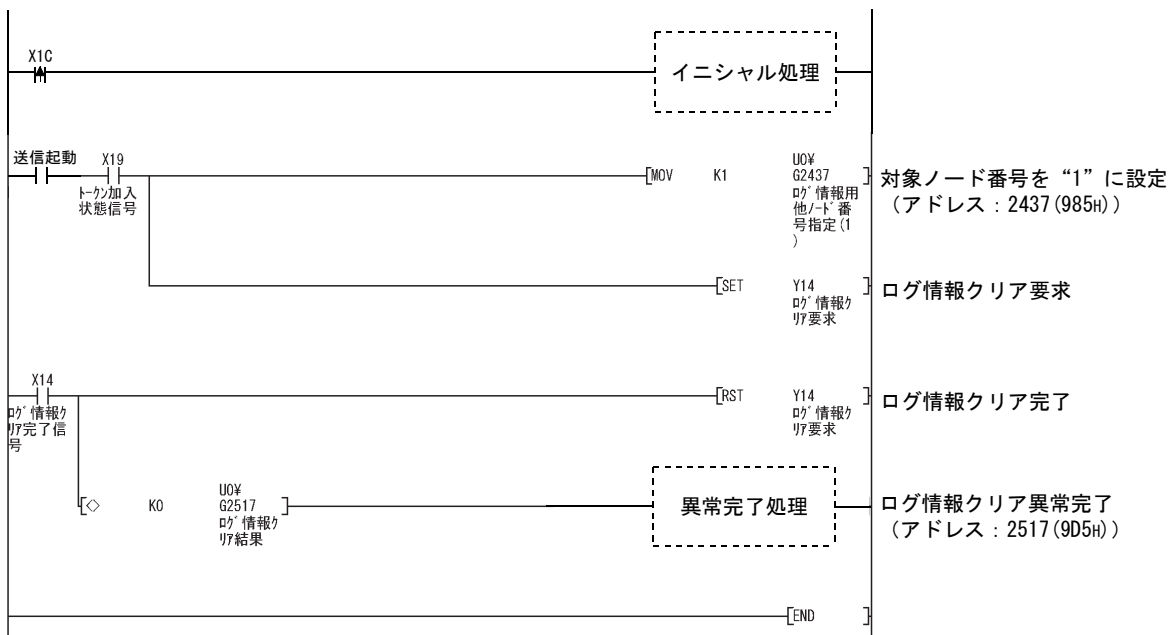 X1C
イニシャル処理
送信起動
X19
トークン加入
状態信号
MOV K1 U0¥
G2437
ログ情報用
他ノード番
号指定(1
)
対象ノード番号を“1”に設定
(アドレス:2437(985H))
SET Y14
ログ情報ク
リア要求
ログ情報クリア要求
X14
ログ情報ク
リア完了信
号
RST Y14
ログ情報ク
リア要求
ログ情報クリア完了
<> K0 U0¥
G2517
ログ情報ク
リア結果
異常完了処理
ログ情報クリア異常完了
(アドレス:2517(9D5H))
END